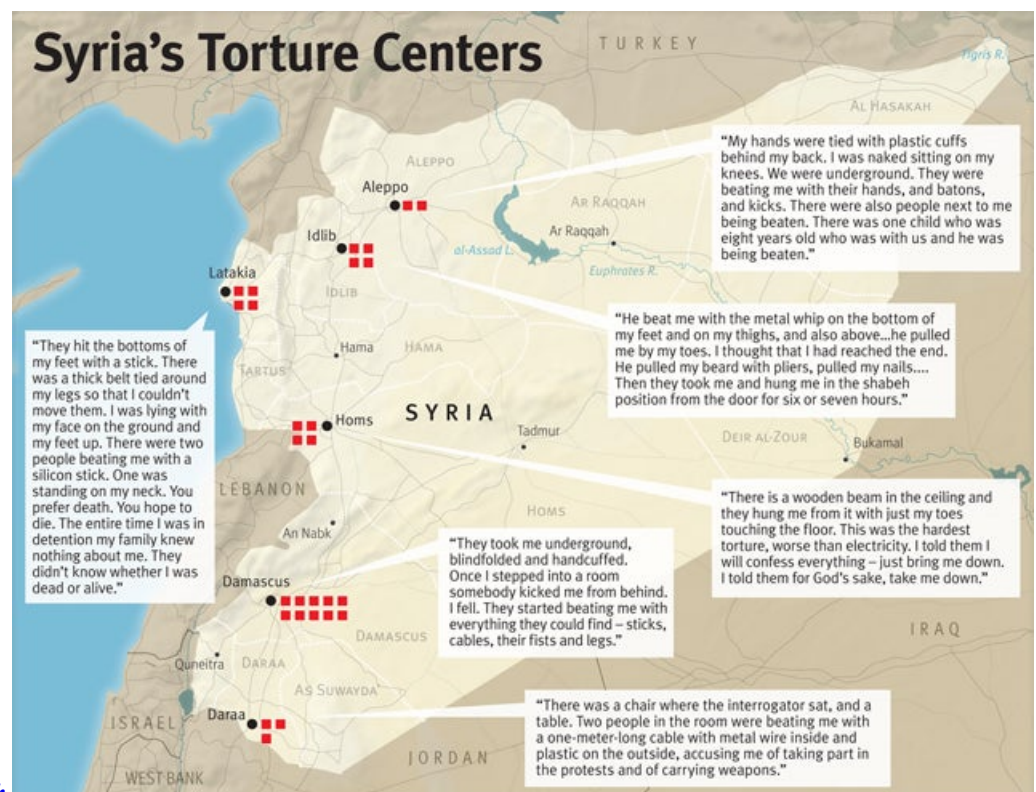 Syria's Torture Centers
TURKEY
Tigris R.
AL HASAKAH
ALEPPO
Aleppo
"My hands were tied with plastic cuffs
behind my back. I was naked sitting on my
knees. We were underground. They were
beating me with their hands, and batons,
and kicks. There were also people next to me
being beaten. There was one child who was
eight years old who was with us and he was
being beaten."
AR RAQQAH
Ar Raqqah
Idlib
al-Assad L.
Euphrates R.
Latakia
IDLIB
"He beat me with the metal whip on the bottom of
my feet and on my thighs, and also above...he pulled
me by my toes. I thought that I had reached the end.
He pulled my beard with pliers, pulled my nails....
Then they took me and hung me in the shabeh
position from the door for six or seven hours."
"They hit the bottoms of
my feet with a stick. There
was a thick belt tied around
my legs so that I couldn't
move them. I was lying with
my face on the ground and
my feet up. There were two
people beating me with a
silicon stick. One was
standing on my neck. You
prefer death. You hope to
die. The entire time I was in
detention my family knew
nothing about me. They
didn't know whether I was
dead or alive."
Hama
HAMA
TARTUS
Homs
SYRIA
Tadmur
DEIR AL-ZOUR
Bukamal
LEBANON
HOMS
"There is a wooden beam in the ceiling and
they hung me from it with just my toes
touching the floor. This was the hardest
torture, worse than electricity. I told them I
will confess everything – just bring me down.
I told them for God's sake, take me down."
An Nabk
"They took me underground,
blindfolded and handcuffed.
Once I stepped into a room
somebody kicked me from behind.
I fell. They started beating me with
everything they could find – sticks,
cables, their fists and legs."
Damascus
DAMASCUS
IRAQ
Quneitra
DARAA
AS SUWAYDA'
Daraa
ISRAEL
"There was a chair where the interrogator sat, and a
table. Two people in the room were beating me with
a one-meter-long cable with metal wire inside and
plastic on the outside, accusing me of taking part in
the protests and of carrying weapons."
JORDAN
WEST BANK